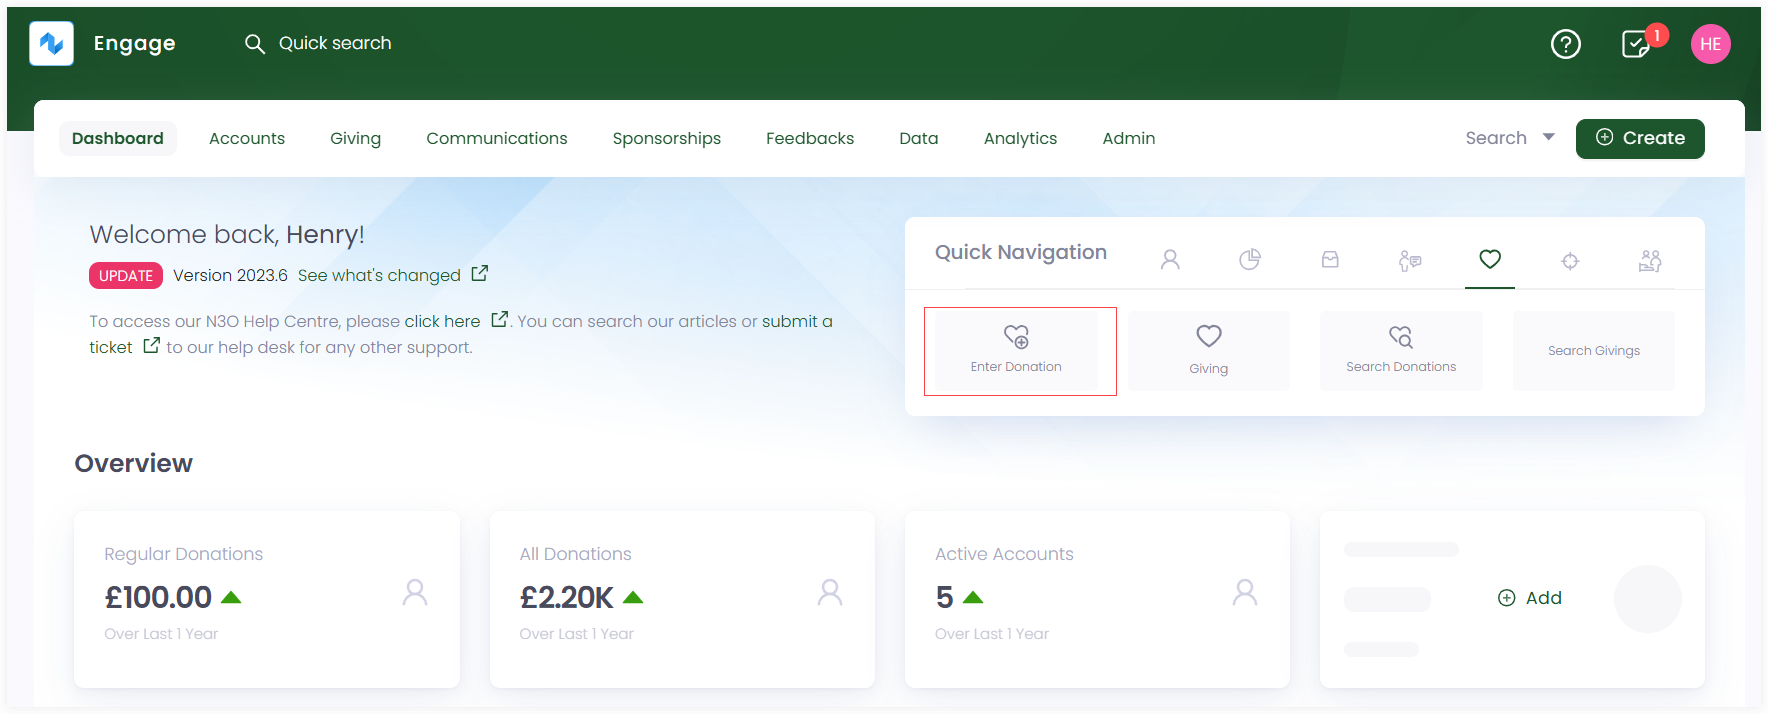 Engage
Quick search
1
HE
Dashboard Accounts Giving Communications Sponsorships Feedbacks Data Analytics Admin Search Create
Welcome back, Henry!
UPDATE Version 2023.6 See what's changed
To access our N3O Help Centre, please click here . You can search our articles or submit a
ticket to our help desk for any other support.
Quick Navigation
Enter Donation
Giving
Search Donations
Search Givings
Overview
Regular Donations
£100.00
Over Last 1 Year
All Donations
£2.20K
Over Last 1 Year
Active Accounts
5
Over Last 1 Year
Add